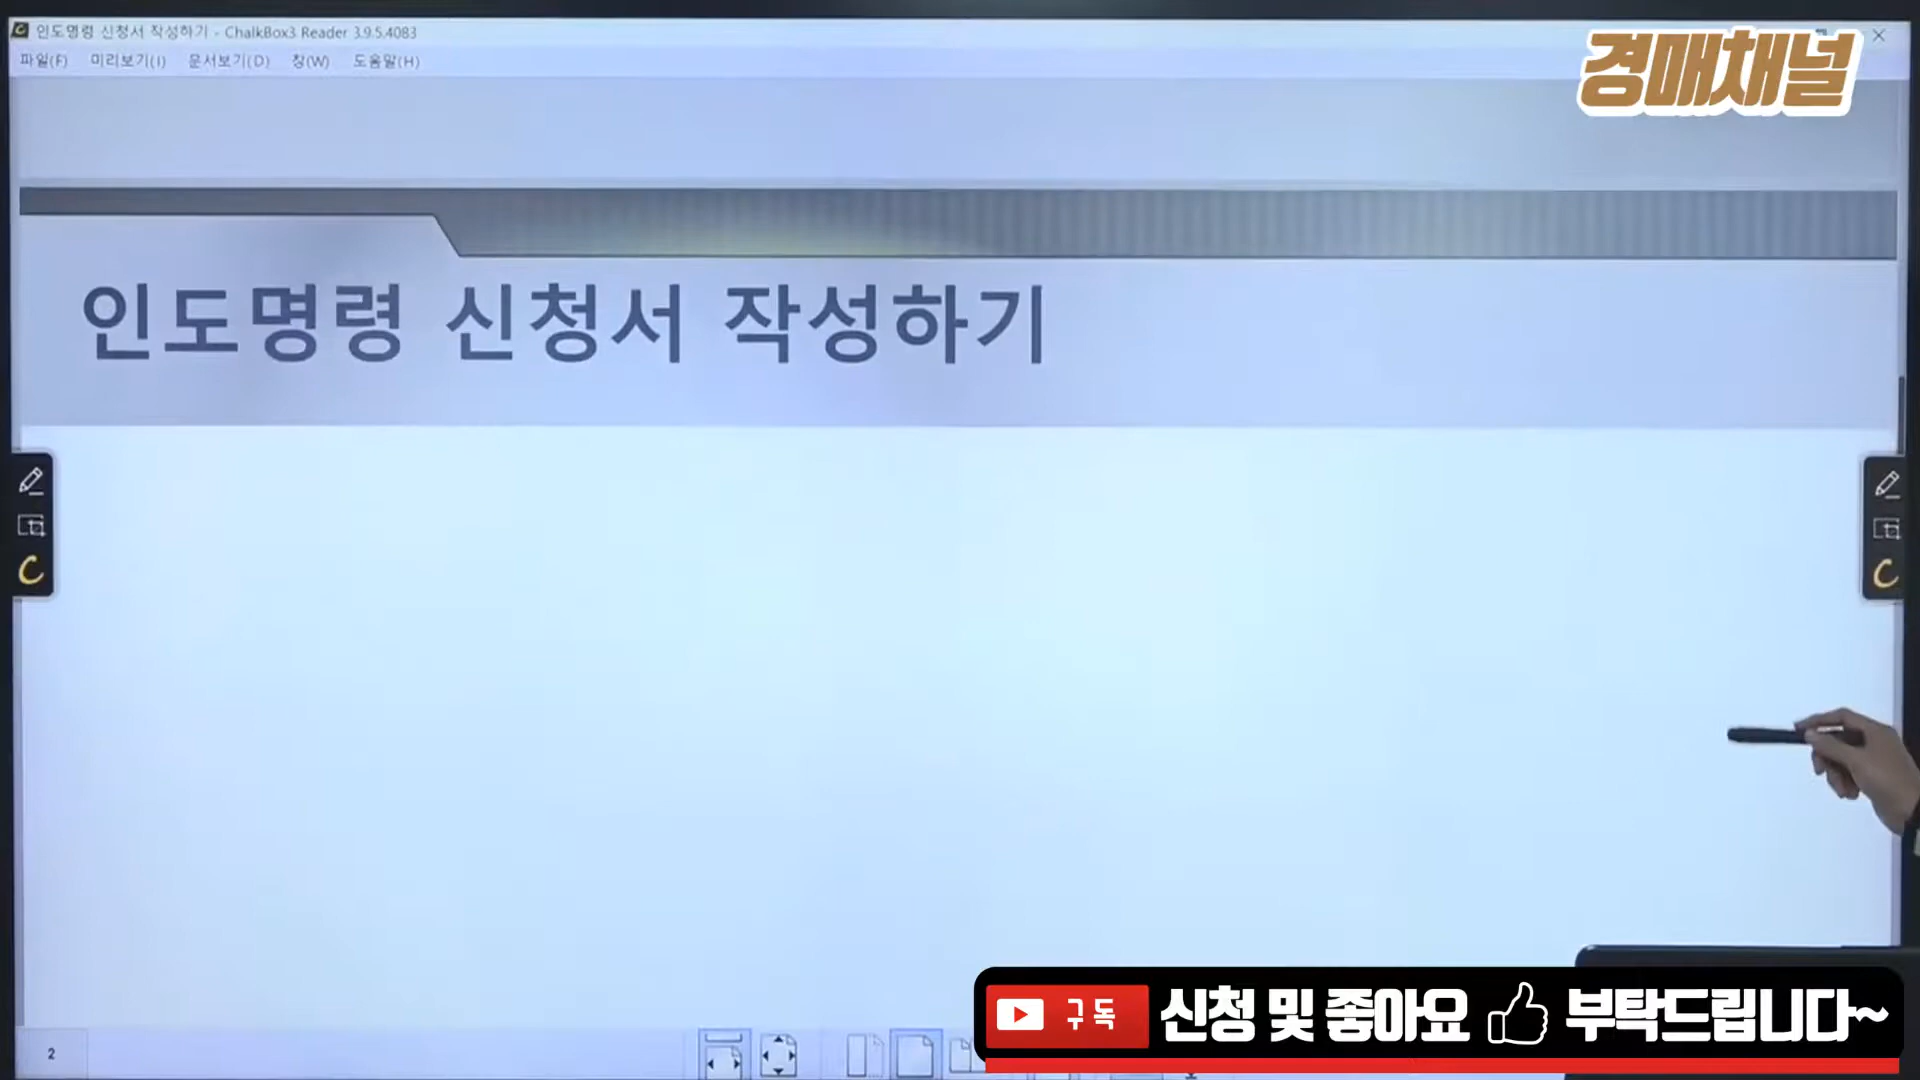 인도명령 신청서 작성하기 - ChalkBox3 Reader 3.9.5.4083
파일(F) 미리보기(I) 문서보기(D) 창(W) 도움말(H)
경매채널
인도명령 신청서 작성하기
2
구독 신청 및 좋아요 부탁드립니다~